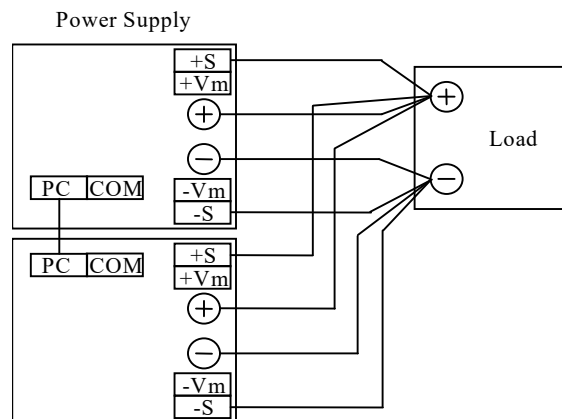 Power Supply
+S
+Vm
+
−
-Vm
-S
PC COM
Load
+
−
+S
+Vm
PC COM
+
−
-Vm
-S